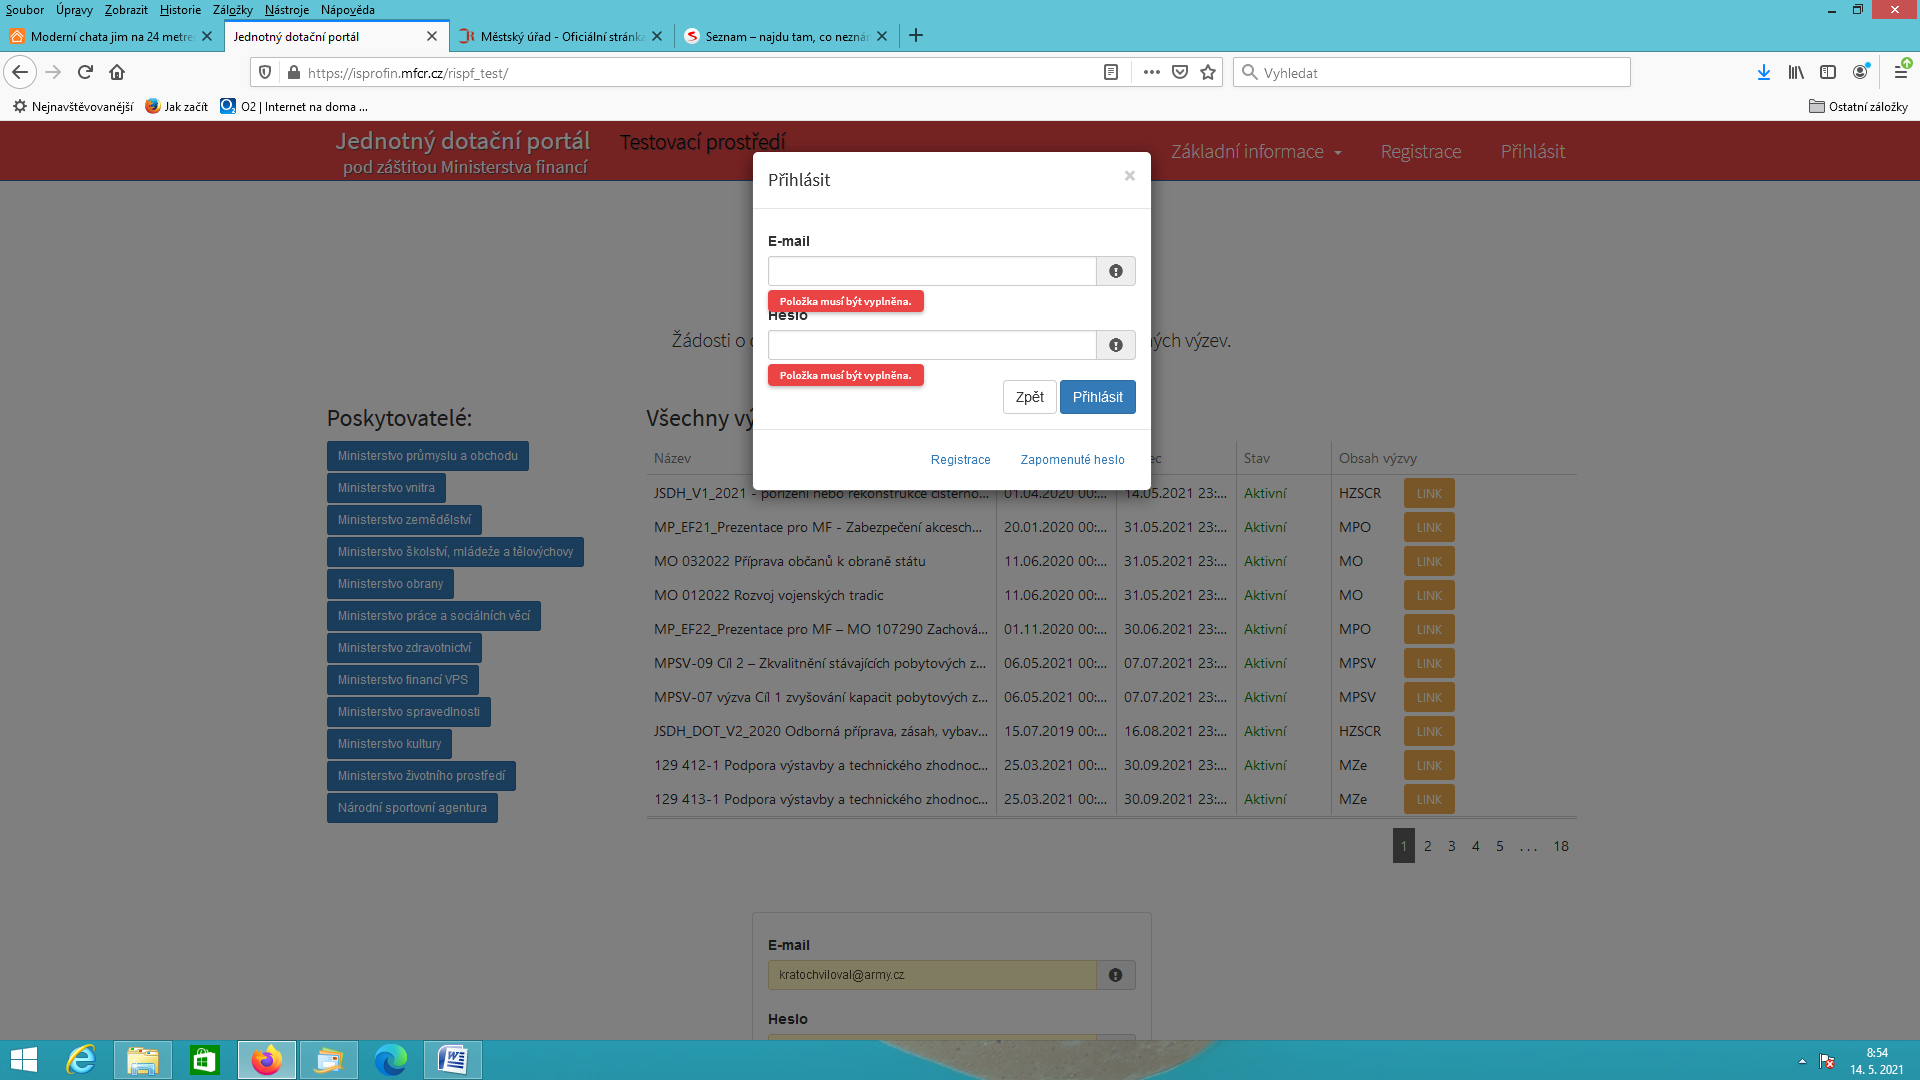 Soubor Úpravy Zobrazit Historie Záložky Nástroje Nápověda
Moderní chata jim na 24 metre
Jednotný dotační portál
Městský úřad - Oficiální stránka
Seznam – najdu tam, co neznám
https://isprofin.mfcr.cz/rispf_test/
Vyhledat
Nejnavštěvovanější Jak začít O2 | Internet na doma ...
Ostatní záložky
Jednotný dotační portál
pod záštitou Ministerstva financí
Testovací prostředí
Základní informace Registrace Přihlásit
Přihlásit
E-mail
Položka musí být vyplněna.
Heslo
Položka musí být vyplněna.
Zpět Přihlásit
Registrace Zapomenuté heslo
Žádosti o
ých výzev.
Poskytovatelé:
Ministerstvo průmyslu a obchodu
Ministerstvo vnitra
Ministerstvo zemědělství
Ministerstvo školství, mládeže a tělovýchovy
Ministerstvo obrany
Ministerstvo práce a sociálních věcí
Ministerstvo zdravotnictví
Ministerstvo financí VPS
Ministerstvo spravedlnosti
Ministerstvo kultury
Ministerstvo životního prostředí
Národní sportovní agentura
Všechny vý
Název ec Stav Obsah výzvy
JSDH_V1_2021 - pořízení nebo rekonstrukce cisterno... 01.04.2020 00:... 14.05.2021 23:... Aktivní HZSCR LINK
MP_EF21_Prezentace pro MF - Zabezpečení akcesch... 20.01.2020 00:... 31.05.2021 23:... Aktivní MPO LINK
MO 032022 Příprava občanů k obraně státu 11.06.2020 00:... 31.05.2021 23:... Aktivní MO LINK
MO 012022 Rozvoj vojenských tradic 11.06.2020 00:... 31.05.2021 23:... Aktivní MO LINK
MP_EF22_Prezentace pro MF – MO 107290 Zachová... 01.11.2020 00:... 30.06.2021 23:... Aktivní MPO LINK
MPSV-09 Cíl 2 – Zkvalitnění stávajících pobytových z... 06.05.2021 00:... 07.07.2021 23:... Aktivní MPSV LINK
MPSV-07 výzva Cíl 1 zvyšování kapacit pobytových z... 06.05.2021 00:... 07.07.2021 23:... Aktivní MPSV LINK
JSDH_DOT_V2_2020 Odborná příprava, zásah, vybav... 15.07.2019 00:... 16.08.2021 23:... Aktivní HZSCR LINK
129 412-1 Podpora výstavby a technického zhodnoc... 25.03.2021 00:... 30.09.2021 23:... Aktivní MZe LINK
129 413-1 Podpora výstavby a technického zhodnoc... 25.03.2021 00:... 30.09.2021 23:... Aktivní MZe LINK
1 2 3 4 5 ... 18
E-mail
kratochviloval@army.cz
Heslo
8:54
14. 5. 2021